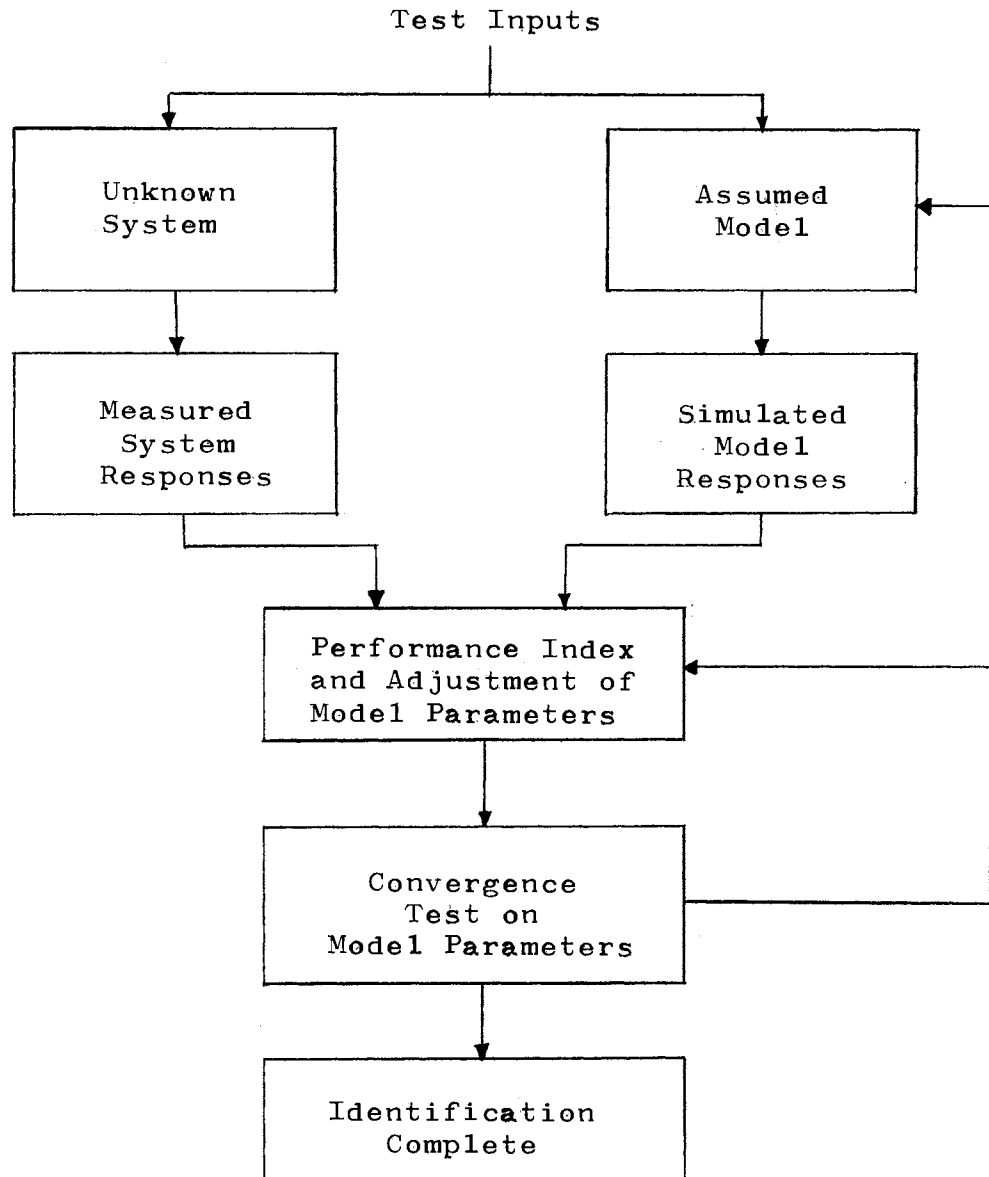 Test Inputs
Unknown
System
Assumed
Model
Measured
System
Responses
Simulated
Model
Responses
Performance Index
and Adjustment of
Model Parameters
Convergence
Test on
Model Parameters
Identification
Complete